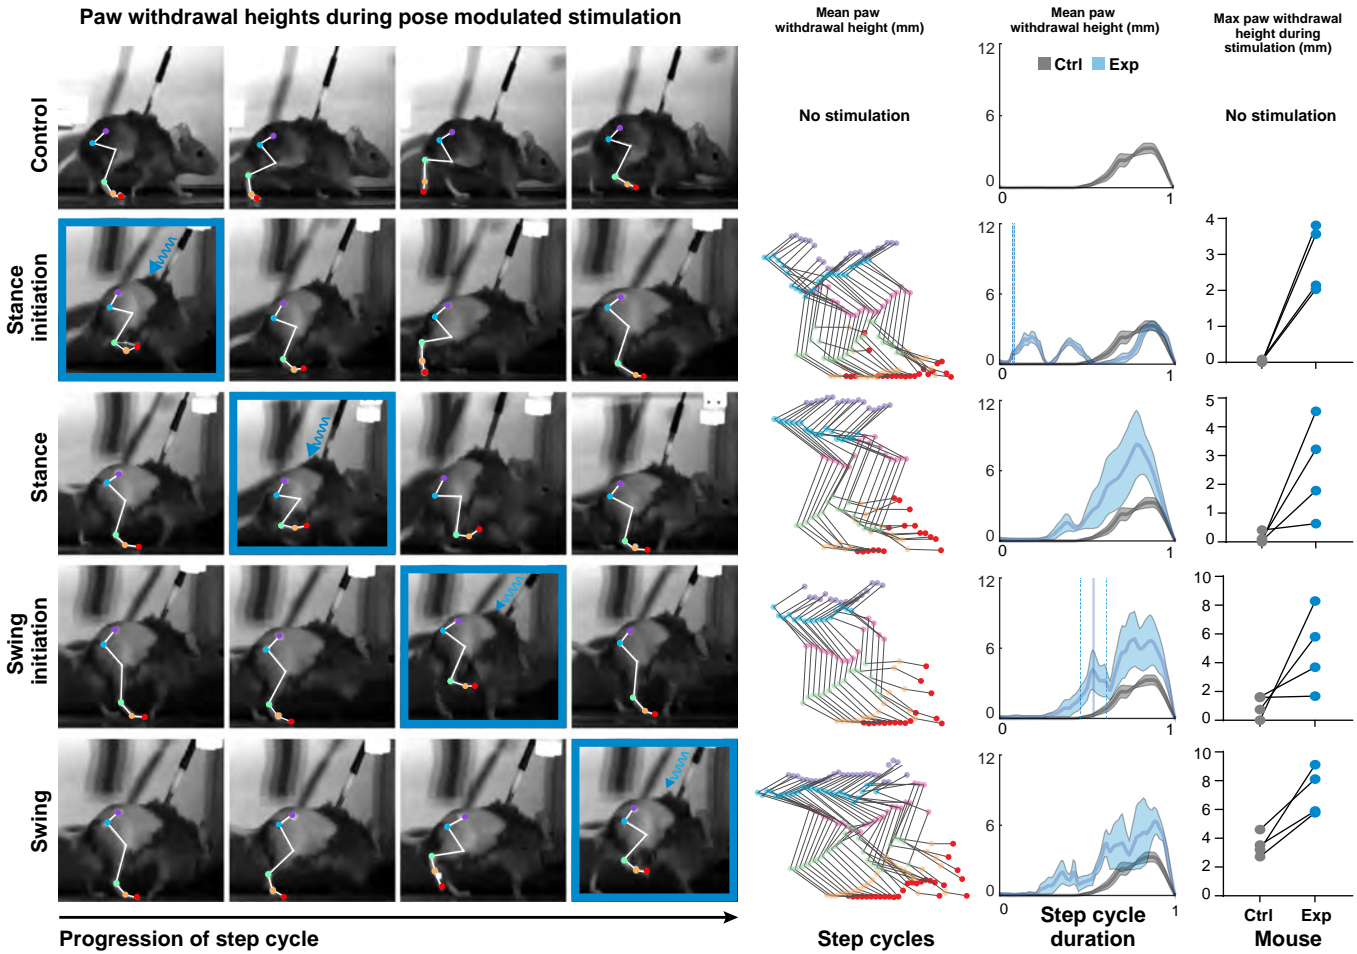 Paw withdrawal heights during pose modulated stimulation
Mean paw
withdrawal height (mm)
Mean paw
withdrawal height (mm)
Max paw withdrawal
height during
stimulation (mm)
Control
No stimulation
12
6
0
0
1
Ctrl
Exp
No stimulation
Stance
initiation
12
6
0
0
1
4
3
2
1
0
Stance
12
6
0
0
1
5
4
3
2
1
0
Swing
initiation
12
6
0
0
1
10
8
6
4
2
0
Swing
12
6
0
0
1
10
8
6
4
2
0
Ctrl
Exp
Progression of step cycle
Step cycles
Step cycle
duration
Mouse